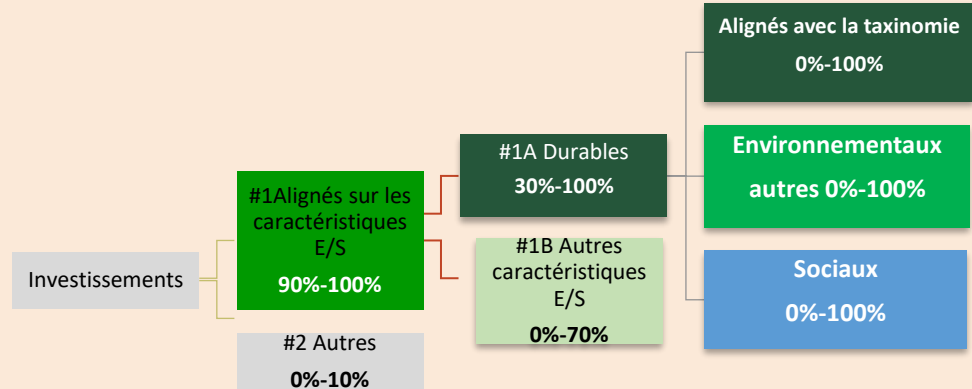 Investissements
#1Alignés sur les
caractéristiques
E/S
90%-100%
#2 Autres
0%-10%
#1A Durables
30%-100%
#1B Autres
caractéristiques
E/S
0%-70%
Alignés avec la taxinomie
0%-100%
Environnementaux
autres 0%-100%
Sociaux
0%-100%